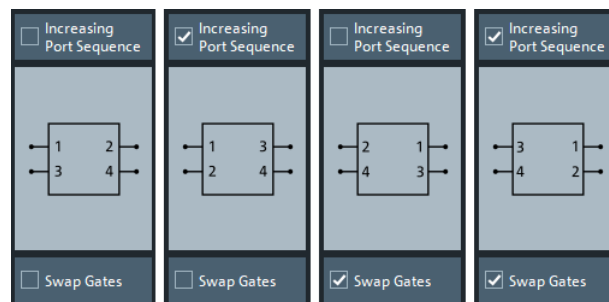 Increasing
Port Sequence
1 2
3 4
Swap Gates
Increasing
Port Sequence
1 3
2 4
Swap Gates
Increasing
Port Sequence
2 1
4 3
Swap Gates
Increasing
Port Sequence
3 1
4 2
Swap Gates